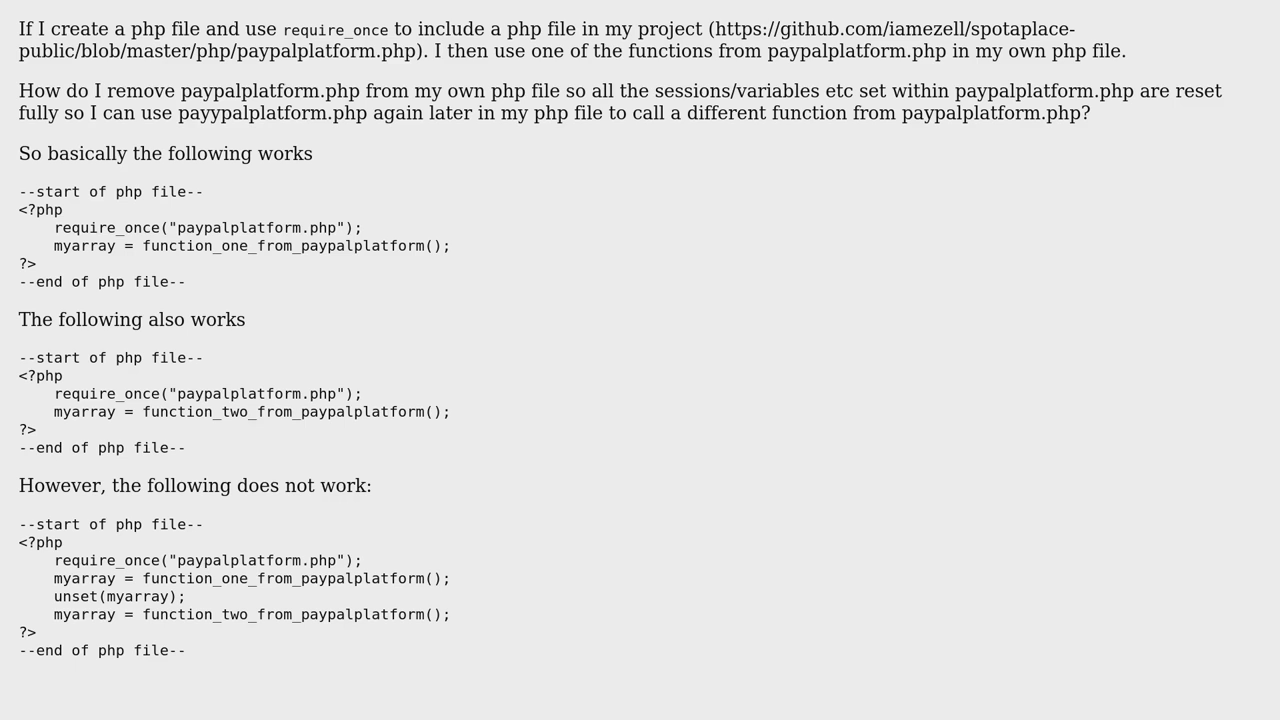 If I create a php file and use require_once to include a php file in my project (https://github.com/iamezell/spotaplace-
public/blob/master/php/paypalplatform.php). I then use one of the functions from paypalplatform.php in my own php file.
How do I remove paypalplatform.php from my own php file so all the sessions/variables etc set within paypalplatform.php are reset
fully so I can use payypalplatform.php again later in my php file to call a different function from paypalplatform.php?
So basically the following works
--start of php file--
<?php
    require_once("paypalplatform.php");
    myarray = function_one_from_paypalplatform();
?>
--end of php file--
The following also works
--start of php file--
<?php
    require_once("paypalplatform.php");
    myarray = function_two_from_paypalplatform();
?>
--end of php file--
However, the following does not work:
--start of php file--
<?php
    require_once("paypalplatform.php");
    myarray = function_one_from_paypalplatform();
    unset(myarray);
    myarray = function_two_from_paypalplatform();
?>
--end of php file--